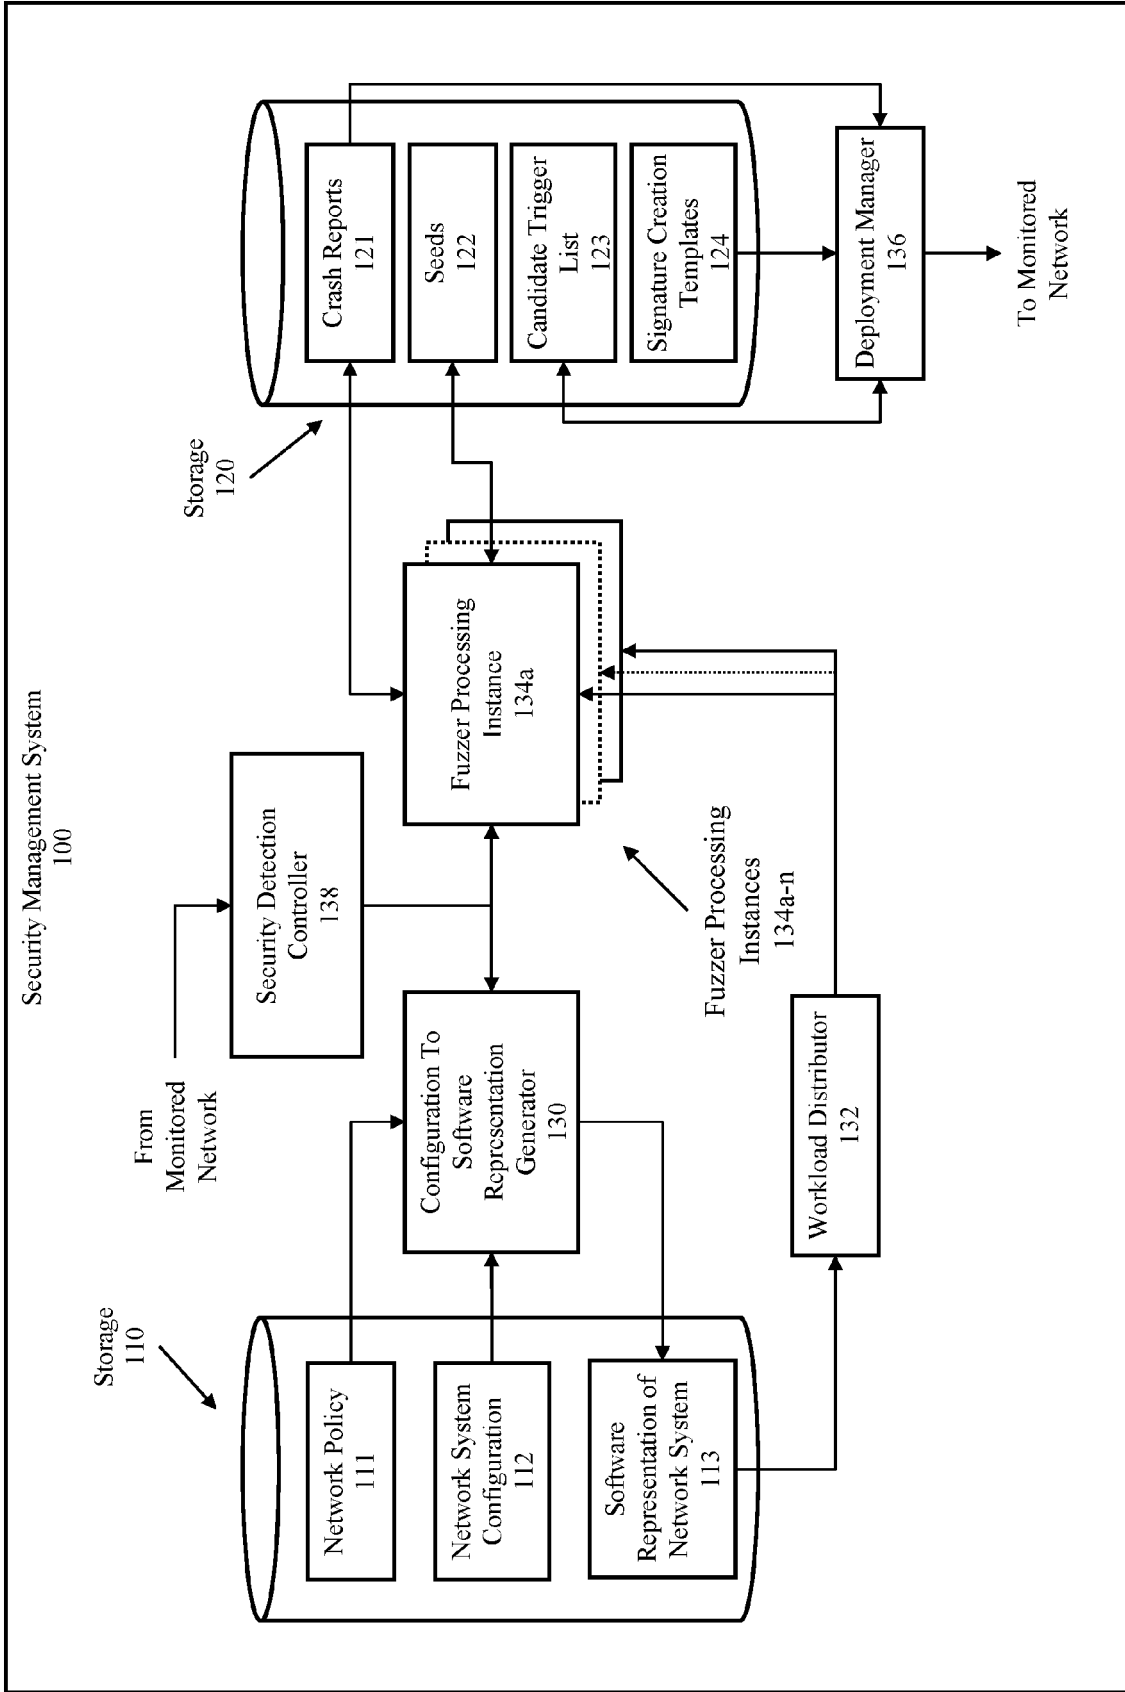 Security Management System
100
Storage
110
Network Policy
111
Network System
Configuration
112
Software
Representation of
Network System
113
From
Monitored
Network
Security Detection
Controller
138
Configuration To
Software
Representation
Generator
130
Workload Distributor
132
Fuzzer Processing
Instance
134a
Fuzzer Processing
Instances
134a-n
Storage
120
Crash Reports
121
Seeds
122
Candidate Trigger
List
123
Signature Creation
Templates
124
Deployment Manager
136
To Monitored
Network